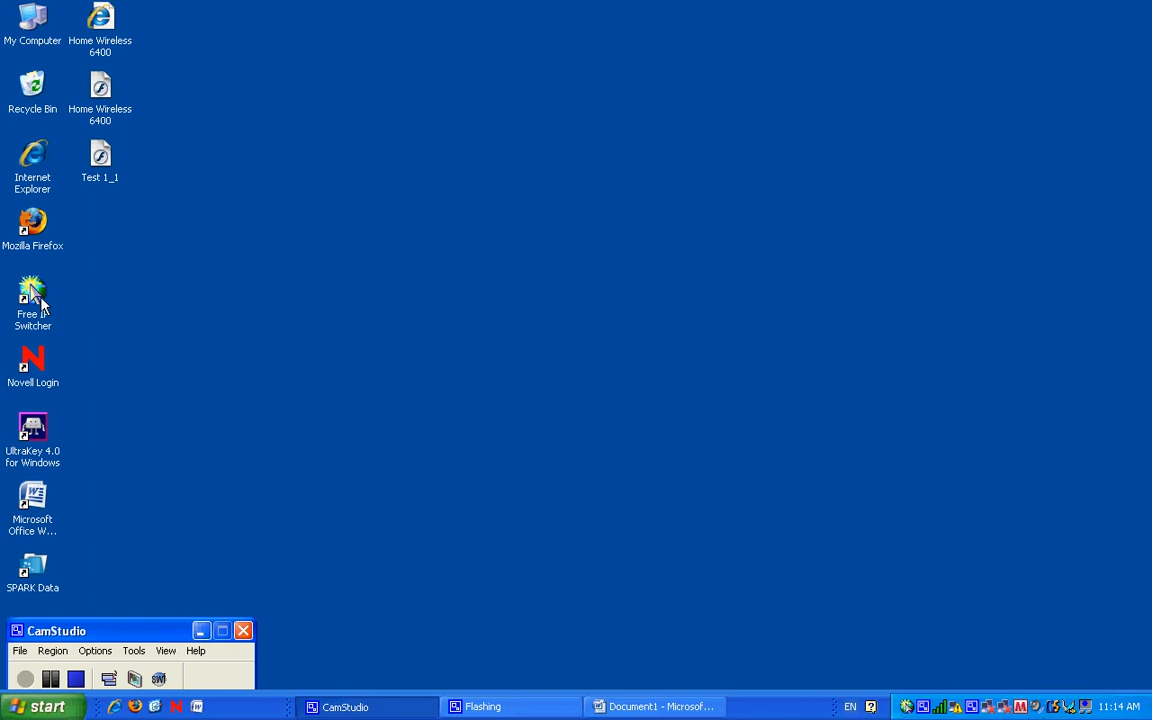 My Computer
Home Wireless
6400
Recycle Bin
Home Wireless
6400
Internet
Explorer
Test 1_1
Mozilla Firefox
Free IP
Switcher
Novell Login
UltraKey 4.0
for Windows
Microsoft
Office W...
SPARK Data
CamStudio
File Region Options Tools View Help
SWF
start
CamStudio
Flashing
Document1 - Microsof...
EN
11:14 AM